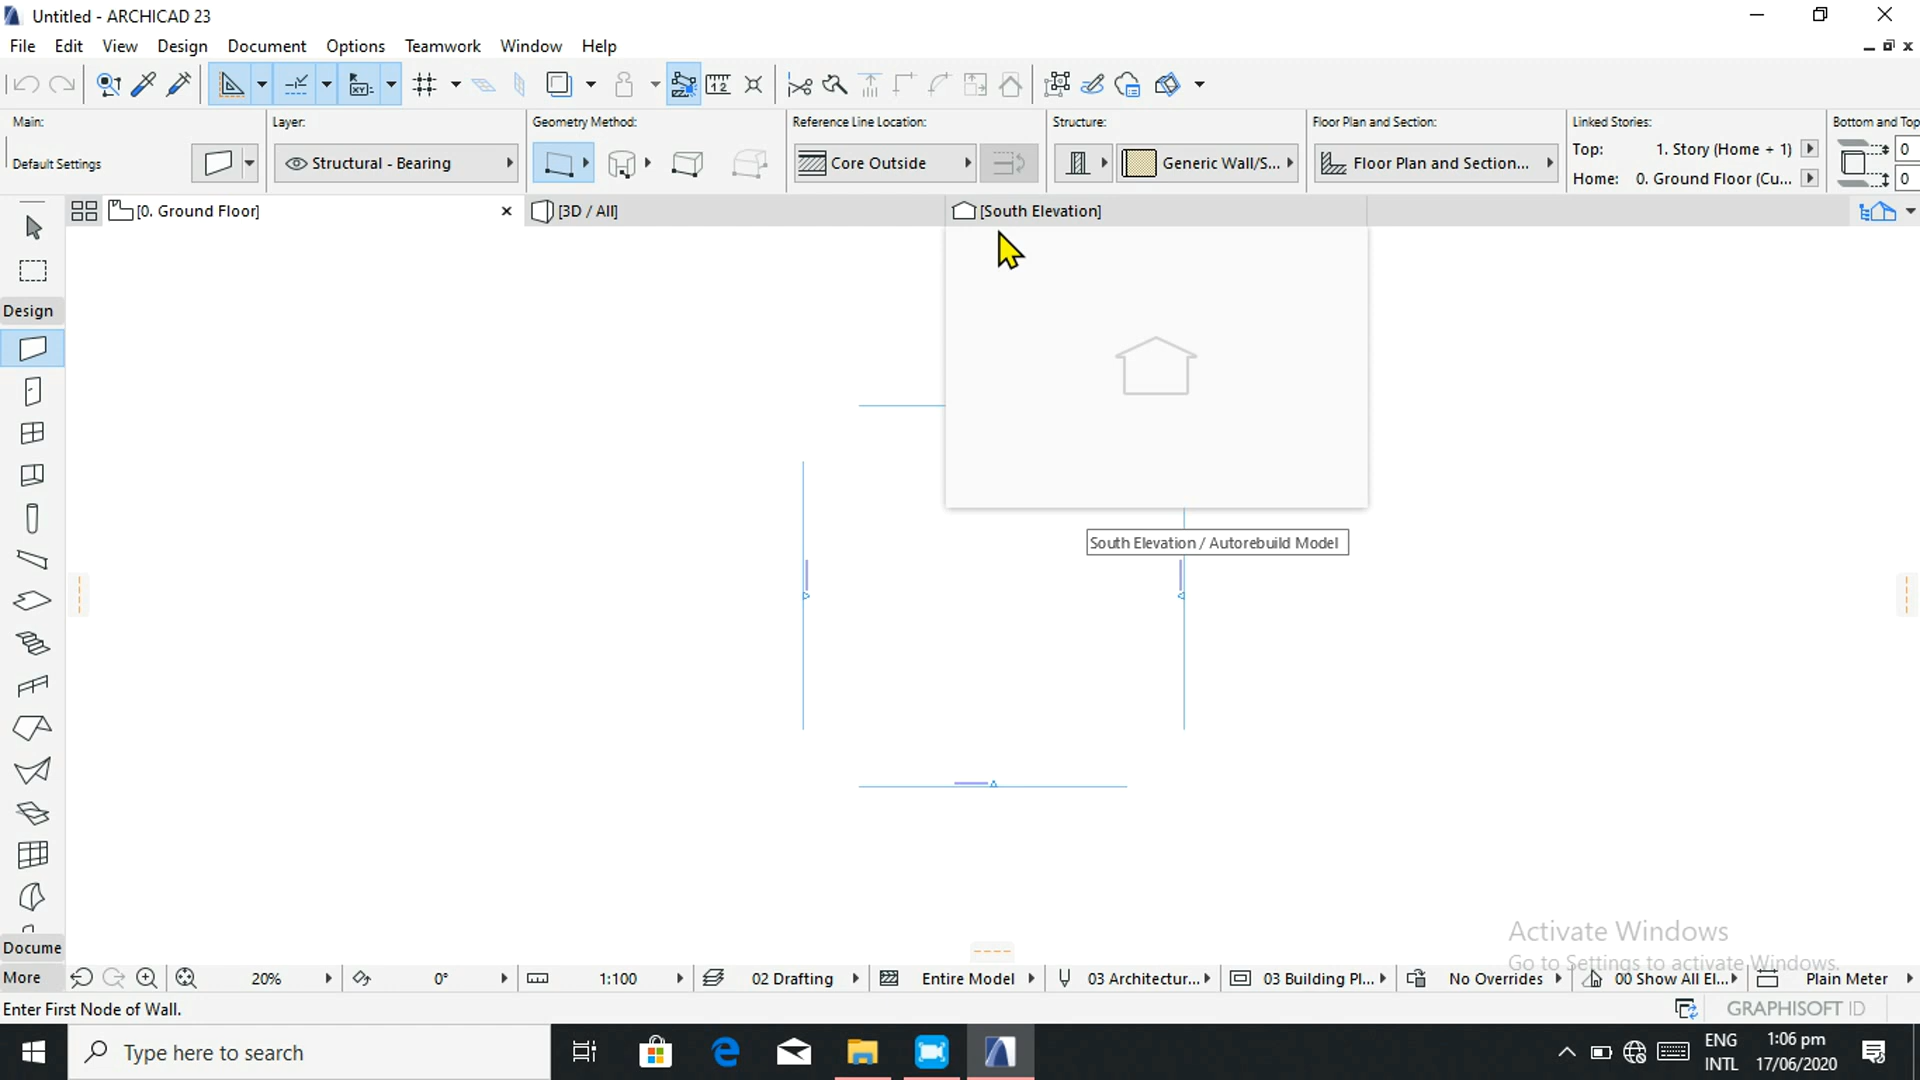 Untitled - ARCHICAD 23
File Edit View Design Document Options Teamwork Window Help
Main: Layer: Geometry Method: Reference Line Location: Structure: Floor Plan and Section: Linked Stories: Bottom and Top
Default Settings Structural - Bearing Core Outside Generic Wall/S... Floor Plan and Section... Top: 1. Story (Home + 1) 0
Home: 0. Ground Floor (Cu... 0
[0. Ground Floor] [3D / All] [South Elevation]
Design
South Elevation / Autorebuild Model
Activate Windows
Go to Settings to activate Windows.
Docume
More 20% 0° 1:100 02 Drafting Entire Model 03 Architectur... 03 Building Pl... No Overrides 00 Show All El... Plain Meter
Enter First Node of Wall. GRAPHISOFT ID
Type here to search ENG 1:06 pm
INTL 17/06/2020